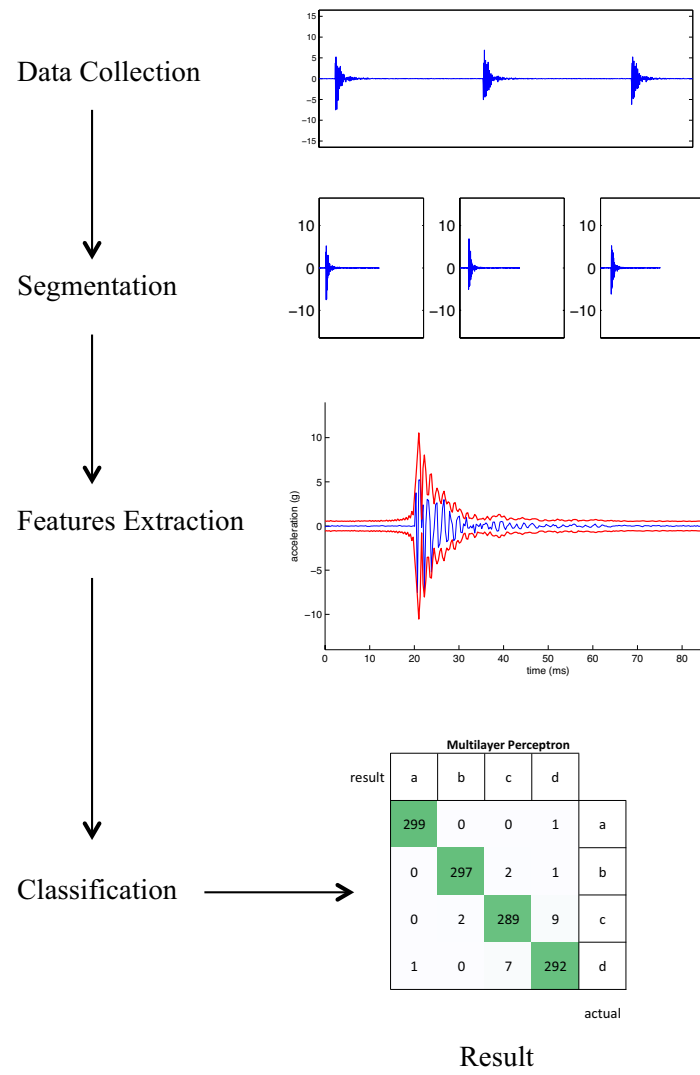 Data Collection
15
10
5
0
−5
−10
−15
Segmentation
10
0
−10
10
0
−10
10
0
−10
Features Extraction
acceleration (g)
10
5
0
−5
−10
0 10 20 30 40 50 60 70 80
time (ms)
Classification
Multilayer Perceptron
result a b c d
299 0 0 1 a
0 297 2 1 b
0 2 289 9 c
1 0 7 292 d
actual
Result